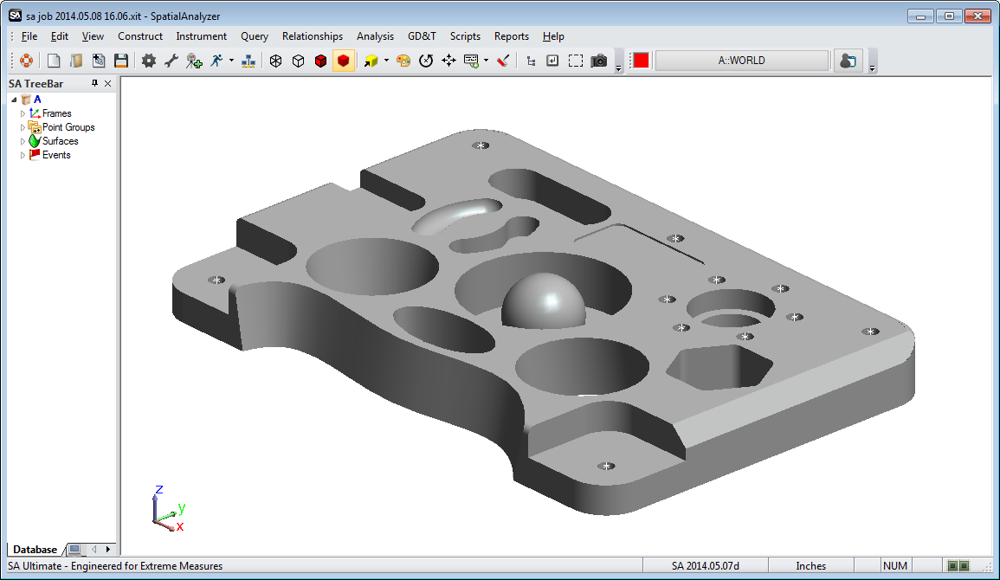 SA sa job 2014.05.08 16.06.xit - SpatialAnalyzer
File Edit View Construct Instrument Query Relationships Analysis GD&T Scripts Reports Help
A::WORLD
SA TreeBar
A
Frames
Point Groups
Surfaces
Events
z
y
x
Database
SA Ultimate - Engineered for Extreme Measures SA 2014.05.07d Inches NUM